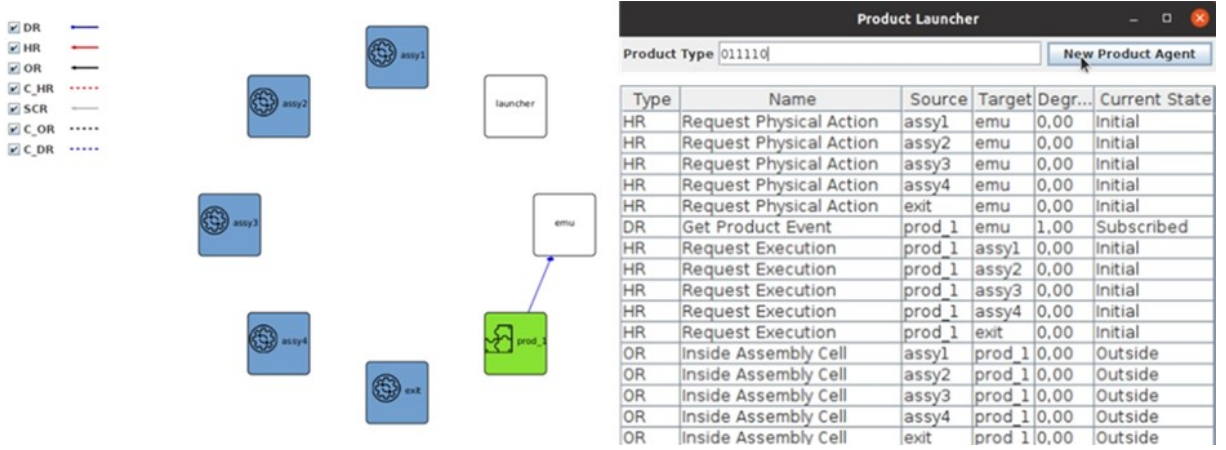 DR
HR
OR
C_HR
SCR
C_OR
C_DR
assy1
assy2
launcher
assy3
emu
assy4
prod_1
exit
Product Launcher
Product Type 011110 New Product Agent
Type Name Source Target Degr... Current State
HR Request Physical Action assy1 emu 0,00 Initial
HR Request Physical Action assy2 emu 0,00 Initial
HR Request Physical Action assy3 emu 0,00 Initial
HR Request Physical Action assy4 emu 0,00 Initial
HR Request Physical Action exit emu 0,00 Initial
DR Get Product Event prod_1 emu 1,00 Subscribed
HR Request Execution prod_1 assy1 0,00 Initial
HR Request Execution prod_1 assy2 0,00 Initial
HR Request Execution prod_1 assy3 0,00 Initial
HR Request Execution prod_1 assy4 0,00 Initial
HR Request Execution prod_1 exit 0,00 Initial
OR Inside Assembly Cell assy1 prod_1 0,00 Outside
OR Inside Assembly Cell assy2 prod_1 0,00 Outside
OR Inside Assembly Cell assy3 prod_1 0,00 Outside
OR Inside Assembly Cell assy4 prod_1 0,00 Outside
OR Inside Assembly Cell exit prod_1 0,00 Outside